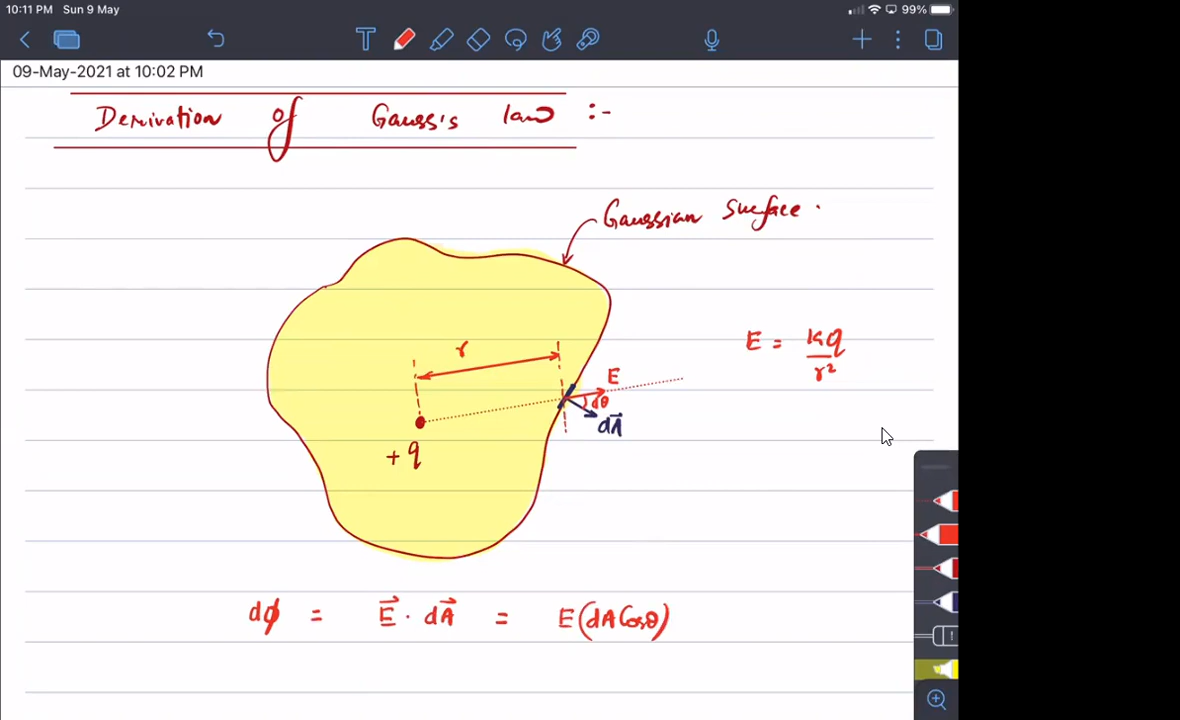 10:11 PM Sun 9 May 99%
09-May-2021 at 10:02 PM
Derivation of Gauss's law :-
Gaussian surface.
E = kq/r²
r
E
dθ
dA⃗
+q
dϕ = E⃗ · dA⃗ = E(dA Cosθ)